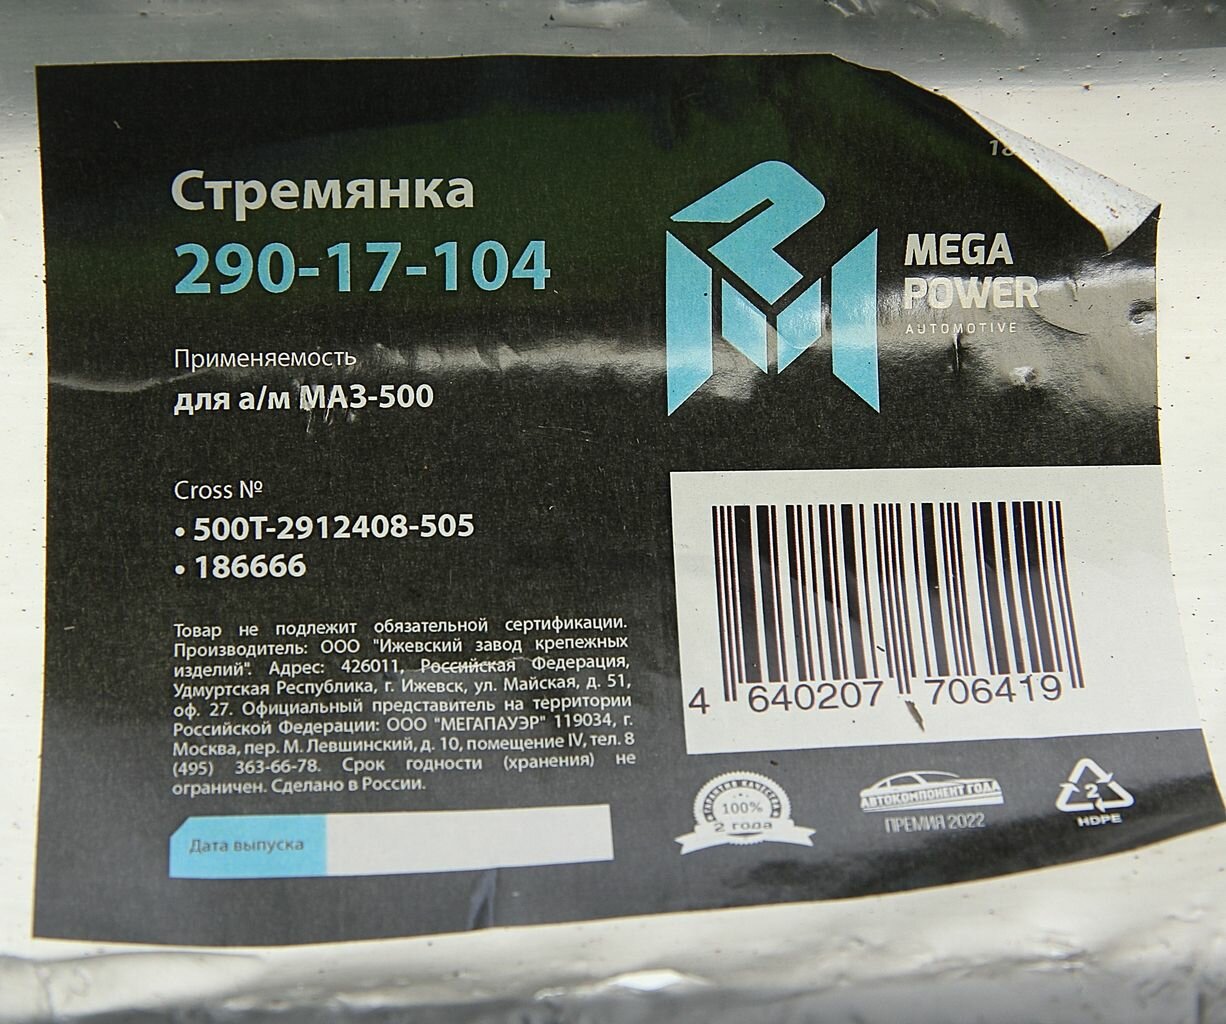 Стремянка
290-17-104
Применяемость
для а/м МАЗ-500
Cross №
• 500Т-2912408-505
• 186666
Товар не подлежит обязательной сертификации.
Производитель: ООО "Ижевский завод крепежных
изделий". Адрес: 426011, Российская Федерация,
Удмуртская Республика, г. Ижевск, ул. Майская, д. 51,
оф. 27. Официальный представитель на территории
Российской Федерации: ООО "МЕГАПАУЭР" 119034, г.
Москва, пер. М. Левшинский, д. 10, помещение IV, тел. 8
(495) 363-66-78. Срок годности (хранения) не
ограничен. Сделано в России.
Дата выпуска
MEGA
POWER
AUTOMOTIVE
4 640207 706419
ГАРАНТИЯ КАЧЕСТВА
100%
2 года
АВТОКОМПОНЕНТ ГОДА
ПРЕМИЯ 2022
2
HDPE